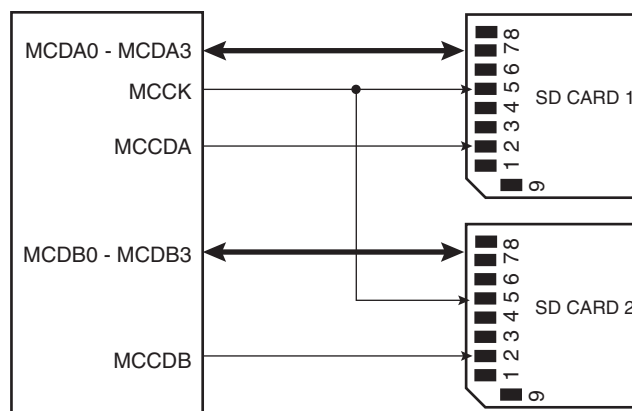 MCDA0 - MCDA3
MCCK
MCCDA
MCDB0 - MCDB3
MCCDB
1 2 3 4 5 6 7 8
9
SD CARD 1
1 2 3 4 5 6 7 8
9
SD CARD 2